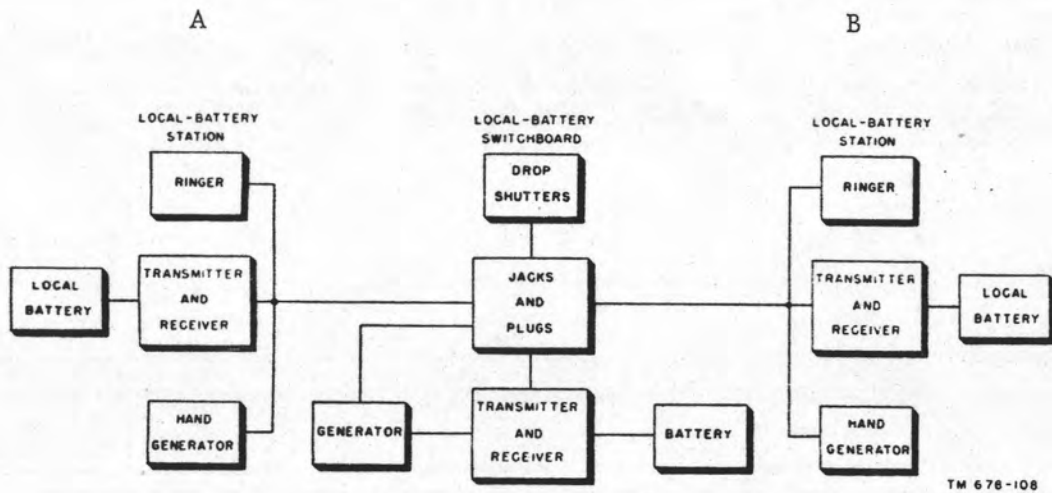 A
B
LOCAL-BATTERY
STATION
RINGER
LOCAL
BATTERY
TRANSMITTER
AND
RECEIVER
HAND
GENERATOR
LOCAL-BATTERY
SWITCHBOARD
DROP
SHUTTERS
JACKS
AND
PLUGS
GENERATOR
TRANSMITTER
AND
RECEIVER
BATTERY
LOCAL-BATTERY
STATION
RINGER
TRANSMITTER
AND
RECEIVER
LOCAL
BATTERY
HAND
GENERATOR
TM 678-108